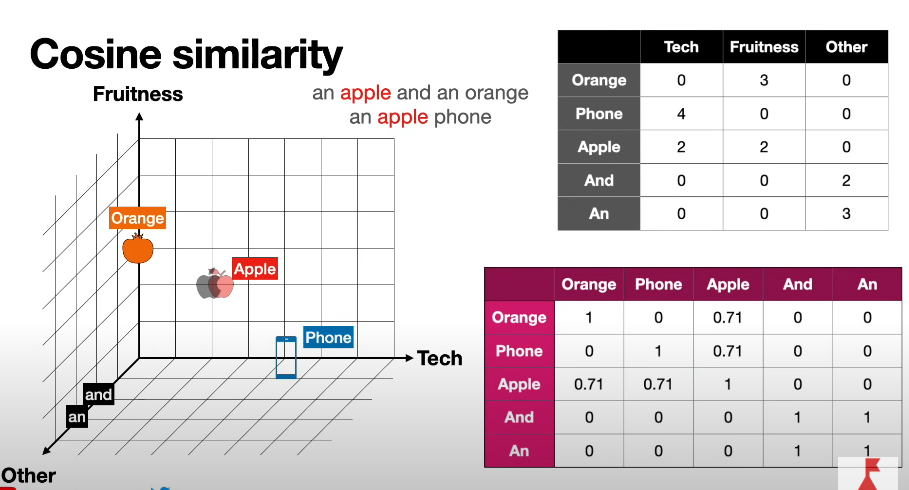 Cosine similarity
an apple and an orange
an apple phone
Fruitness
Orange
Apple
Phone
Tech
and
an
Other
Tech Fruitness Other
Orange 0 3 0
Phone 4 0 0
Apple 2 2 0
And 0 0 2
An 0 0 3
Orange Phone Apple And An
Orange 1 0 0.71 0 0
Phone 0 1 0.71 0 0
Apple 0.71 0.71 1 0 0
And 0 0 0 1 1
An 0 0 0 1 1